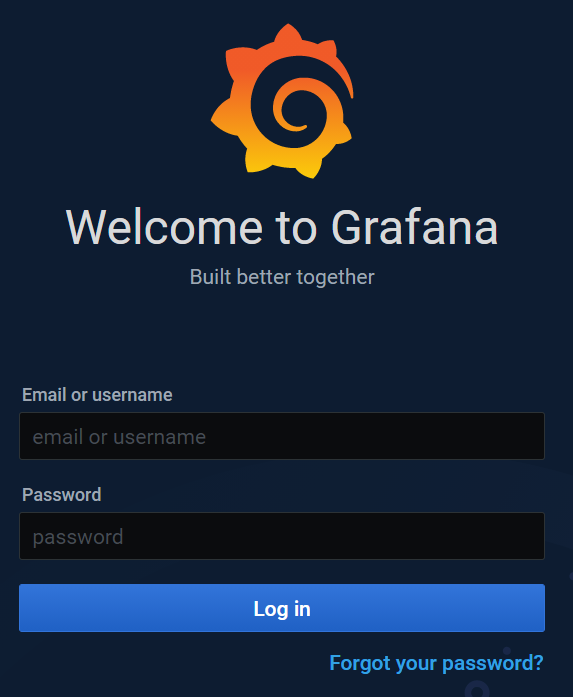 Welcome to Grafana
Built better together
Email or username
email or username
Password
password
Log in
Forgot your password?